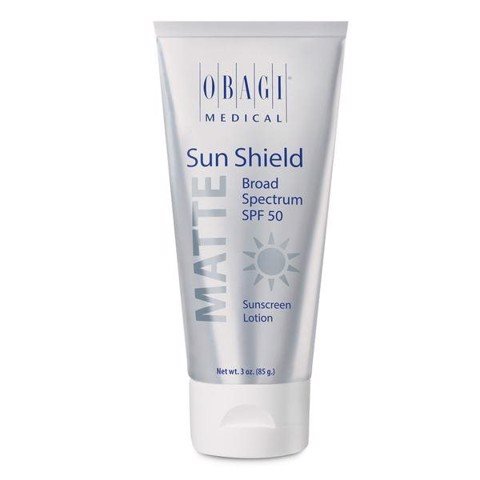 OBAGI
MEDICAL
Sun Shield
MATTE
Broad
Spectrum
SPF 50
Sunscreen
Lotion
Net wt. 3 oz. (85 g.)